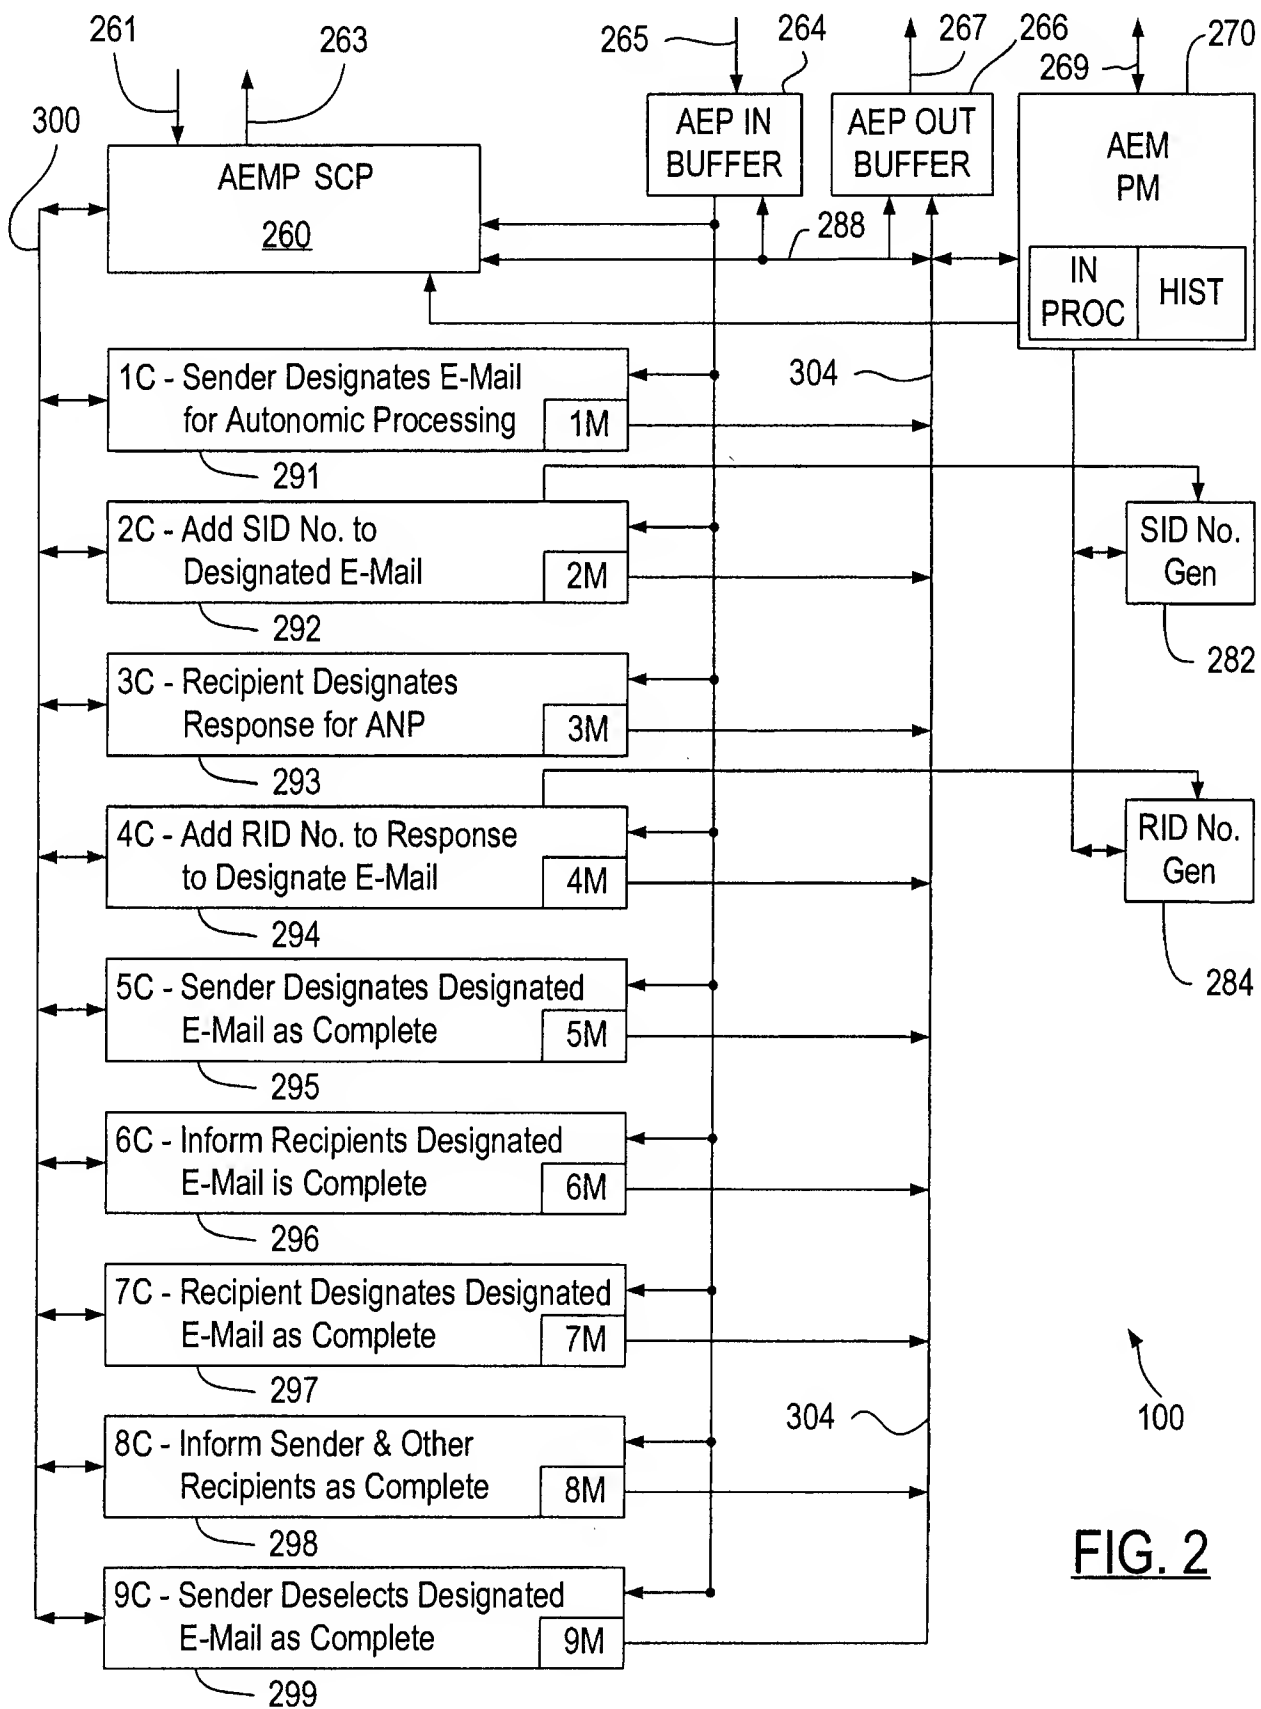 261
263
265
264
267
266
269
270
300
AEMP SCP
260
AEP IN
BUFFER
AEP OUT
BUFFER
AEM
PM
IN
PROC
HIST
288
304
1C - Sender Designates E-Mail
for Autonomic Processing
1M
291
2C - Add SID No. to
Designated E-Mail
2M
292
SID No.
Gen
282
3C - Recipient Designates
Response for ANP
3M
293
4C - Add RID No. to Response
to Designate E-Mail
4M
294
RID No.
Gen
284
5C - Sender Designates Designated
E-Mail as Complete
5M
295
6C - Inform Recipients Designated
E-Mail is Complete
6M
296
7C - Recipient Designates Designated
E-Mail as Complete
7M
297
304
100
8C - Inform Sender & Other
Recipients as Complete
8M
298
9C - Sender Deselects Designated
E-Mail as Complete
9M
299
FIG. 2